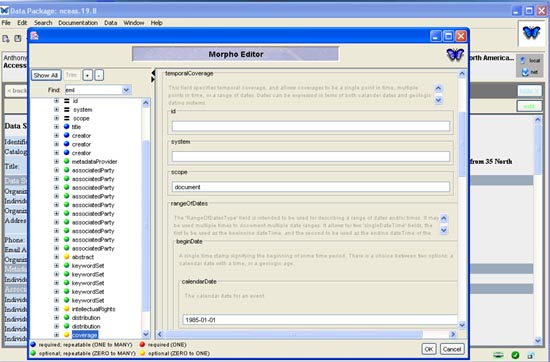 Data Package: nceas.19.8
File Edit Search Documentation Data Window Help
Morpho Editor
Anthony
Access
North America...
local
net
Show All Trim + -
Find: eml
< back
edit
id
system
scope
title
creator
creator
creator
metadataProvider
associatedParty
associatedParty
associatedParty
associatedParty
associatedParty
associatedParty
associatedParty
associatedParty
associatedParty
abstract
keywordSet
keywordSet
keywordSet
keywordSet
intellectualRights
distribution
distribution
coverage
Data S
Identifie
Catalog
Title:
Data Se
Organiz
Individu
Organiz
Individu
Address
Phone:
Email A
Organiz
Individu
Metada
Individu
Associa
Individu
Organiz
Individu
from 35 North
temporalCoverage
This field specifies temporal coverage, and allows coverages to be a single point in time, multiple
points in time, or a range of dates. Dates can be expressed in terms of both calendar dates and geologic
dating systems.
id
system
scope
document
rangeOfDates
The 'RangeOfDatesType' field is intended to be used for describing a range of dates and/or times. It may
be used multiple times to document multiple date ranges. It allows for two 'singleDateTime' fields, the
first to be used as the beginning dateTime, and the second to be used as the ending dateTime of the
beginDate
A single time stamp signifying the beginning of some time period. There is a choice between two options: a
calendar date with a time, or a geologic age.
calendarDate
The calendar date for an event.
1985-01-01
required; repeatable (ONE to MANY) required (ONE)
optional; repeatable (ZERO to MANY) optional (ZERO to ONE)
OK Cancel